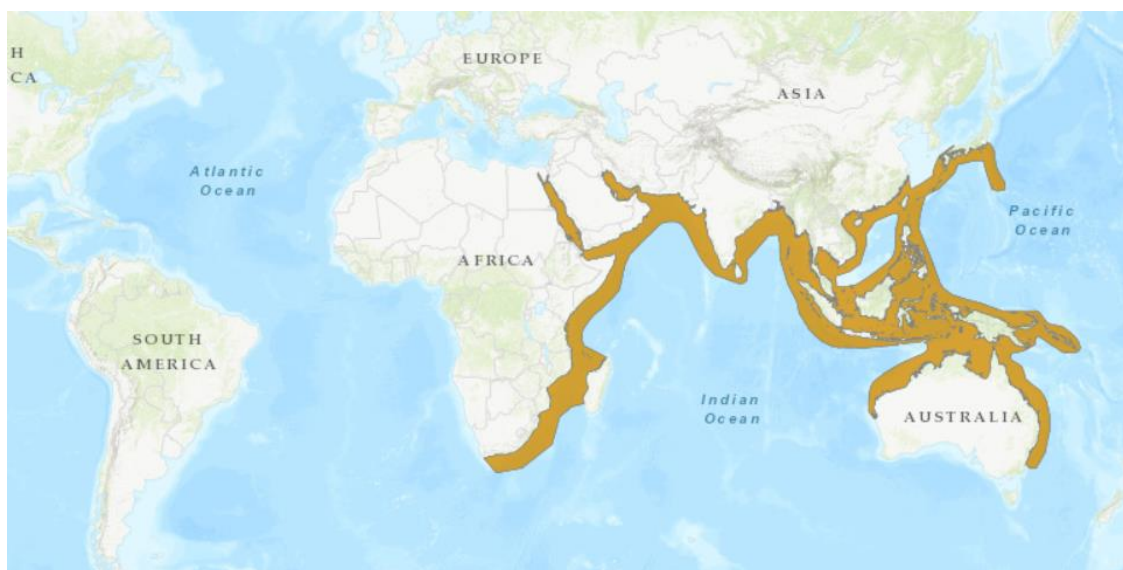 H
CA
EUROPE
ASIA
Atlantic
Ocean
Pacific
Ocean
AFRICA
SOUTH
AMERICA
Indian
Ocean
AUSTRALIA